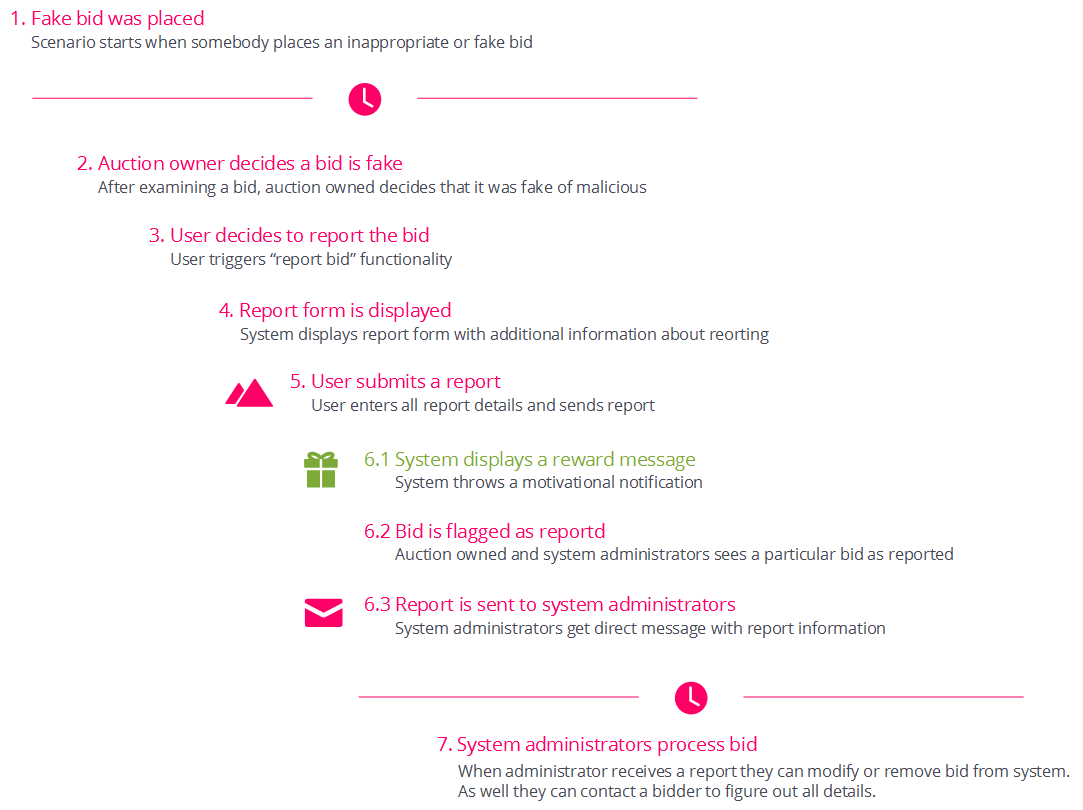 1. Fake bid was placed
Scenario starts when somebody places an inappropriate or fake bid
2. Auction owner decides a bid is fake
After examining a bid, auction owned decides that it was fake of malicious
3. User decides to report the bid
User triggers “report bid” functionality
4. Report form is displayed
System displays report form with additional information about reorting
5. User submits a report
User enters all report details and sends report
6.1 System displays a reward message
System throws a motivational notification
6.2 Bid is flagged as reportd
Auction owned and system administrators sees a particular bid as reported
6.3 Report is sent to system administrators
System administrators get direct message with report information
7. System administrators process bid
When administrator receives a report they can modify or remove bid from system.
As well they can contact a bidder to figure out all details.